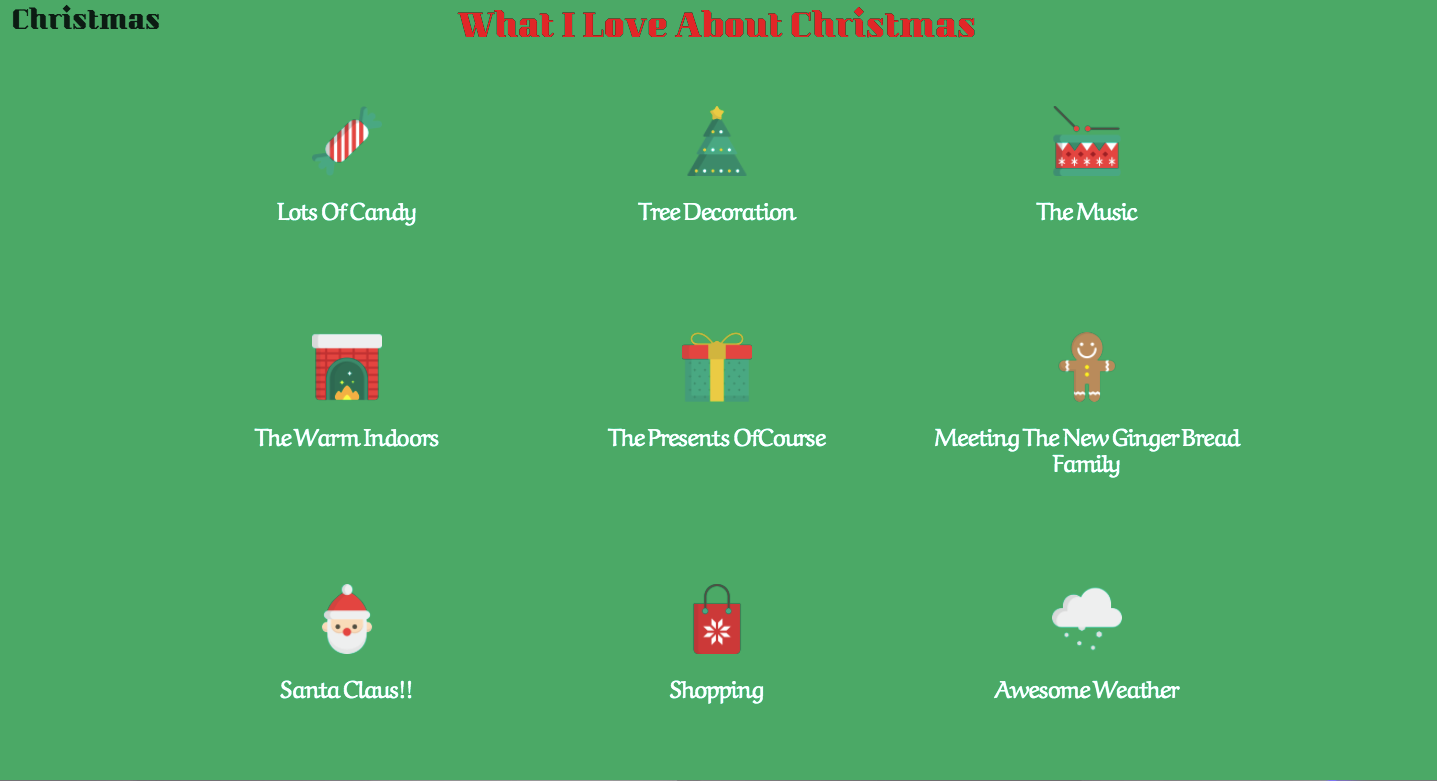 Christmas
What I Love About Christmas
Lots Of Candy
Tree Decoration
The Music
The Warm Indoors
The Presents OfCourse
Meeting The New Ginger Bread
Family
Santa Claus!!
Shopping
Awesome Weather